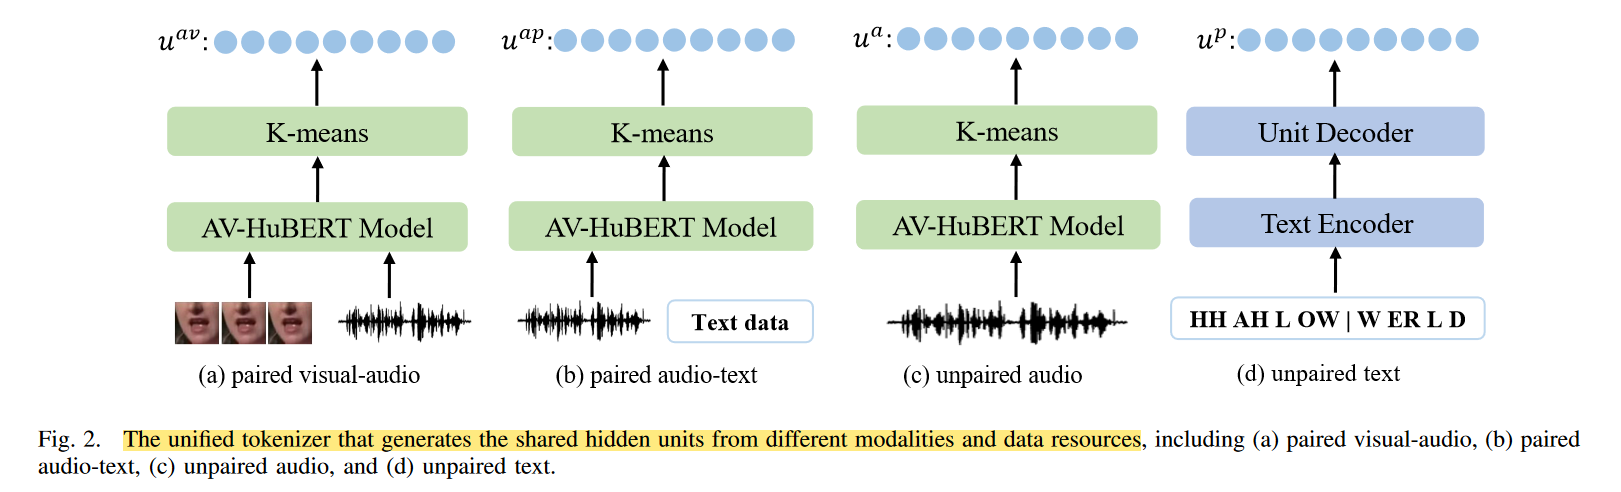 u^{av}: u^{ap}: u^{a}: u^{p}:
K-means K-means K-means Unit Decoder
AV-HuBERT Model AV-HuBERT Model AV-HuBERT Model Text Encoder
Text data HH AH L OW | W ER L D
(a) paired visual-audio (b) paired audio-text (c) unpaired audio (d) unpaired text
Fig. 2. The unified tokenizer that generates the shared hidden units from different modalities and data resources, including (a) paired visual-audio, (b) paired
audio-text, (c) unpaired audio, and (d) unpaired text.